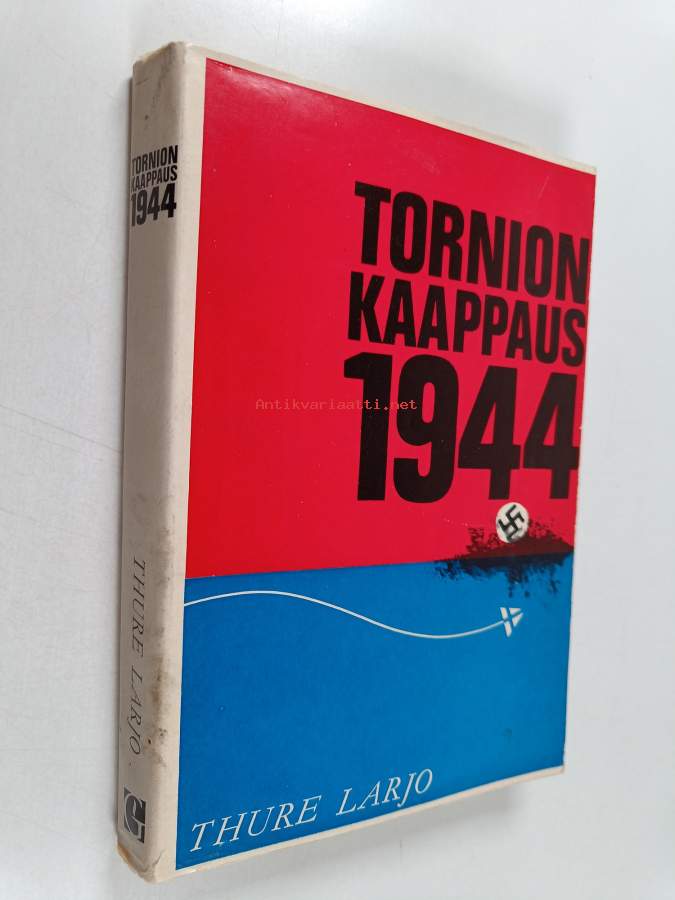 TORNION
KAAPPAUS
1944
THURE LARJO
TORNION
KAAPPAUS
1944
Antikvariaatti.net
THURE LARJO